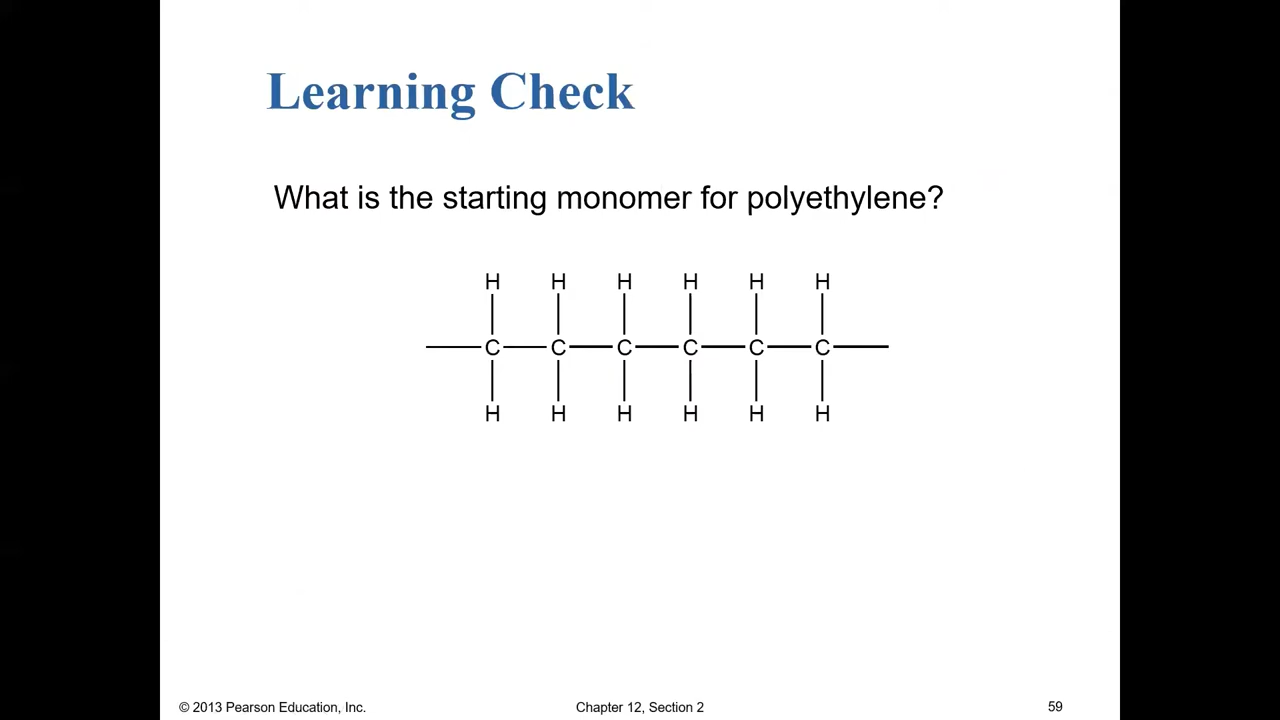 Learning Check
What is the starting monomer for polyethylene?
H H H H H H
C C C C C C
H H H H H H
© 2013 Pearson Education, Inc. Chapter 12, Section 2 59